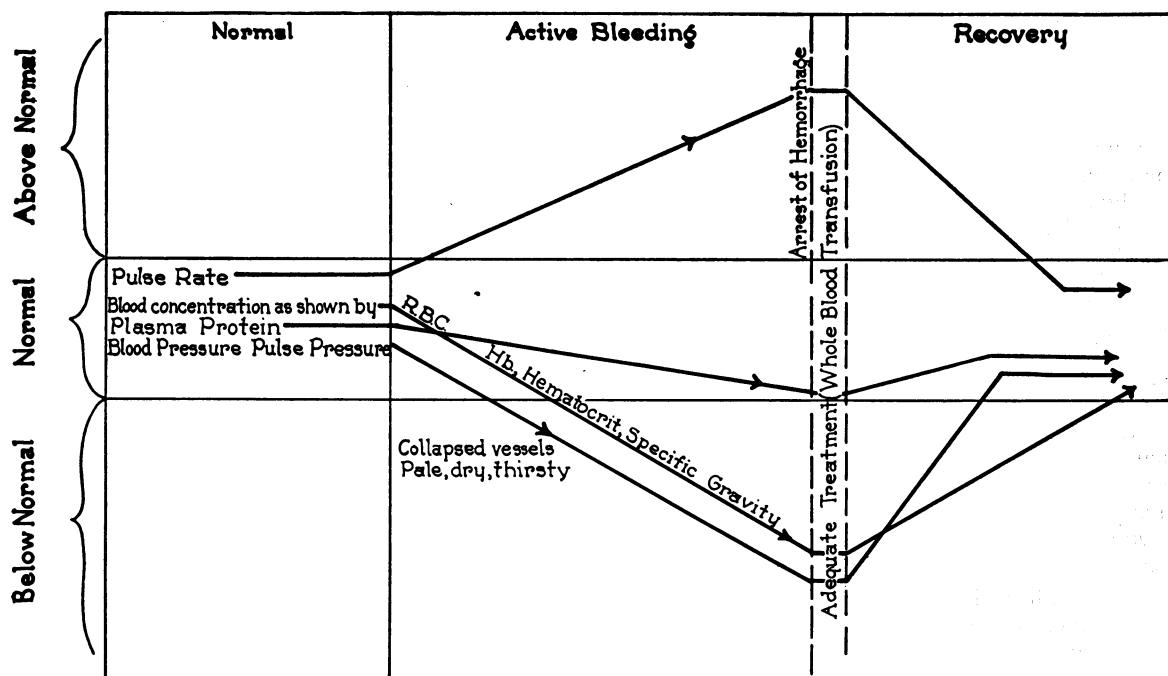 Normal
Active Bleeding
Recovery
Above Normal
Normal
Below Normal
Pulse Rate
Blood concentration as shown by
Plasma Protein
Blood Pressure Pulse Pressure
R.B.C.
Hb, Hematocrit, Specific Gravity
Collapsed vessels
Pale, dry, thirsty
Arrest of Hemorrhage
Adequate Treatment (Whole Blood Transfusion)